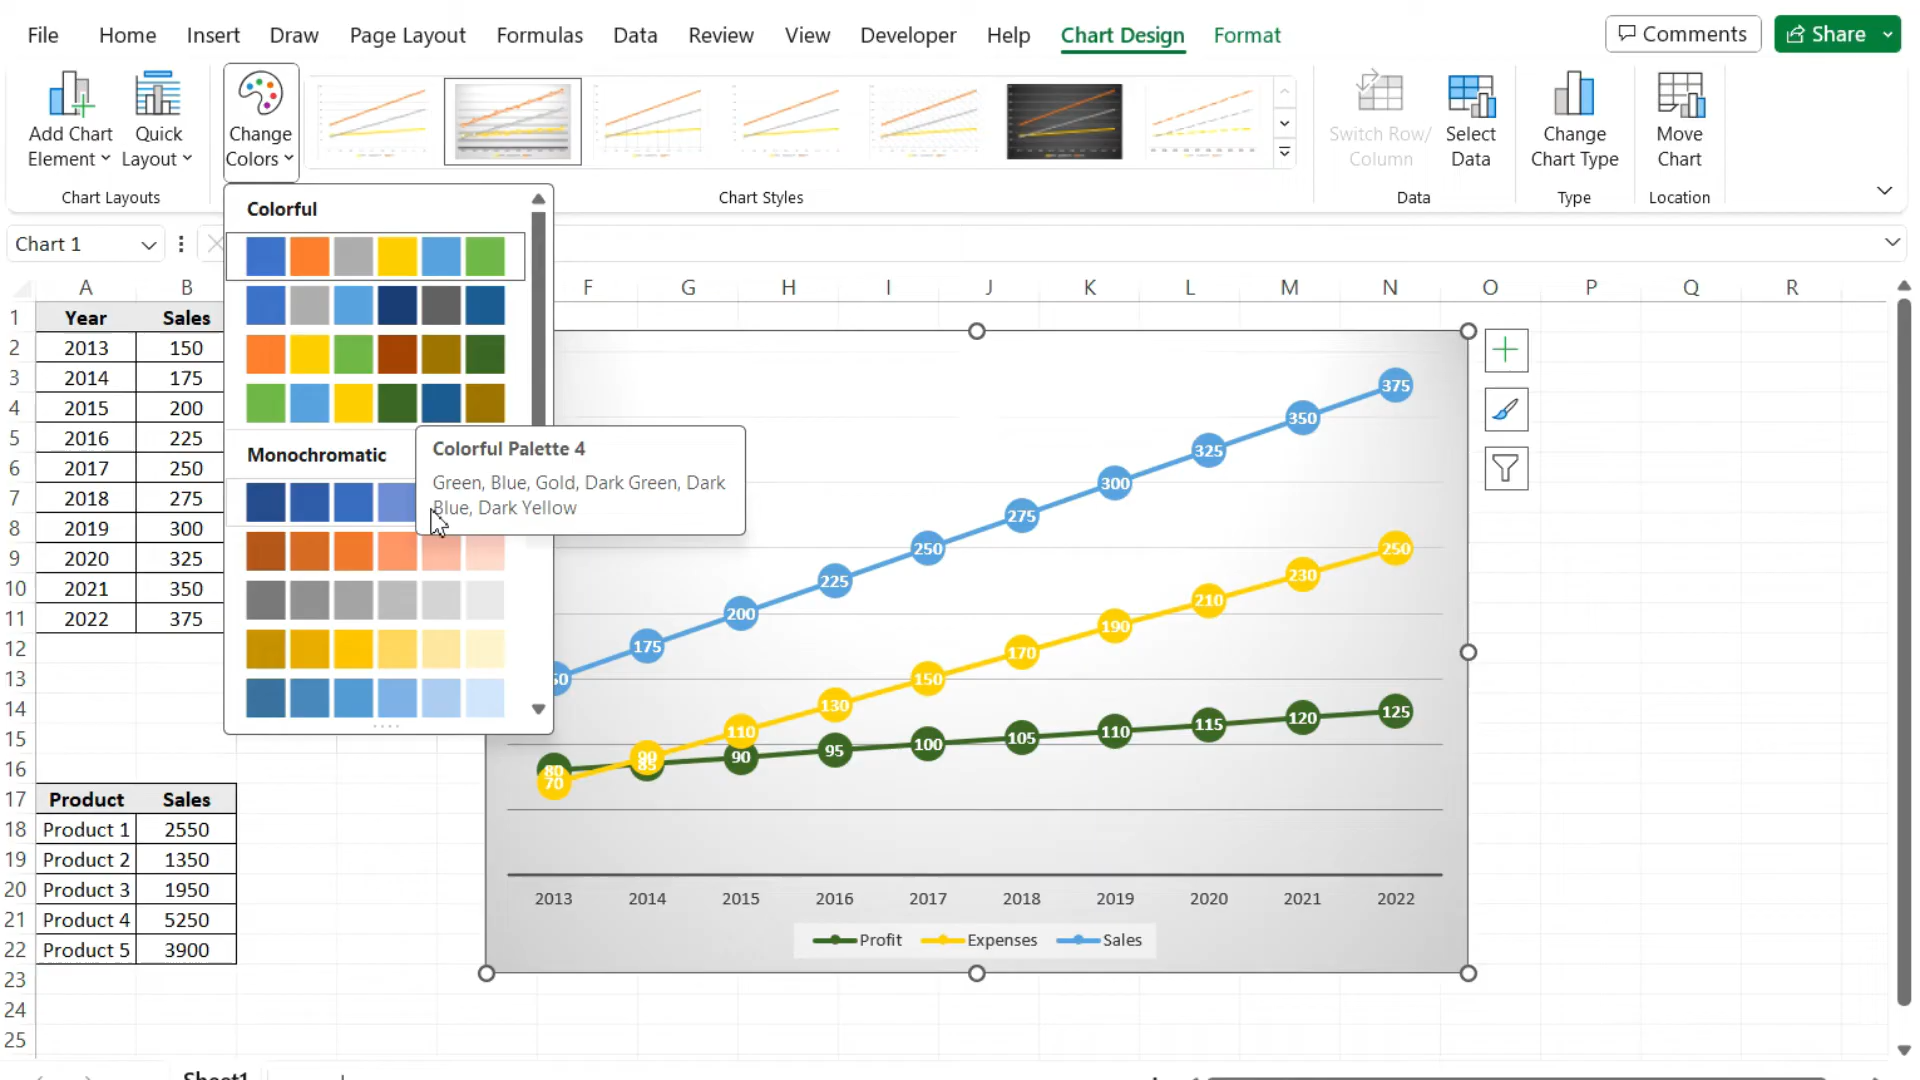 File Home Insert Draw Page Layout Formulas Data Review View Developer Help Chart Design Format Comments Share
Add Chart Element
Quick Layout
Change Colors
Switch Row/ Column
Select Data
Change Chart Type
Move Chart
Chart Layouts Chart Styles Data Type Location
Chart 1
Colorful
Monochromatic
Colorful Palette 4
Green, Blue, Gold, Dark Green, Dark
Blue, Dark Yellow
A B F G H I J K L M N O P Q R
1 Year Sales
2 2013 150
3 2014 175
4 2015 200
5 2016 225
6 2017 250
7 2018 275
8 2019 300
9 2020 325
10 2021 350
11 2022 375
12
13
14
15
16
17 Product Sales
18 Product 1 2550
19 Product 2 1350
20 Product 3 1950
21 Product 4 5250
22 Product 5 3900
23
24
25
50 175 200 225 250 275 300 325 350 375
70 90 110 130 150 170 190 210 230 250
80 85 90 95 100 105 110 115 120 125
2013 2014 2015 2016 2017 2018 2019 2020 2021 2022
Profit Expenses Sales
Sheet1